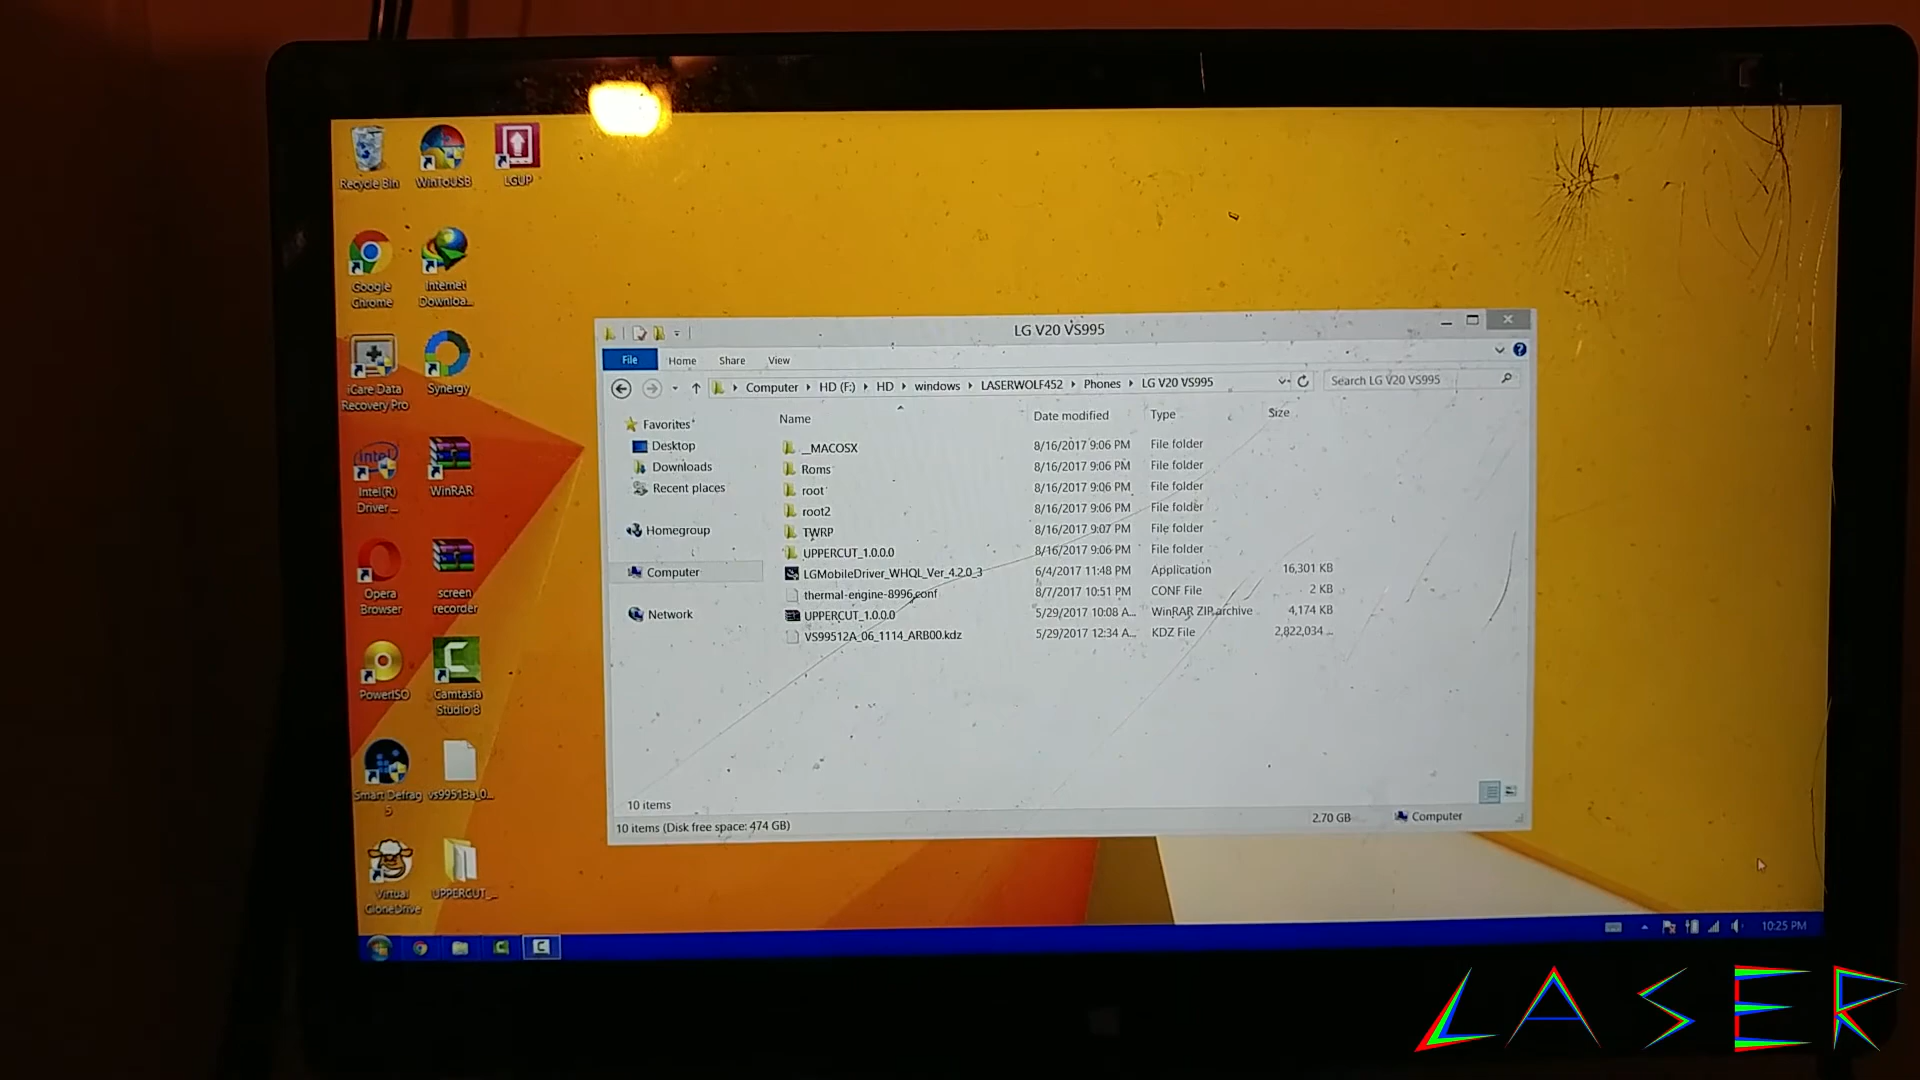 Recycle Bin
WinToUSB
LGUP
Google
Chrome
Internet
Downloa...
iCare Data
Recovery Pro
Synergy
Intel(R)
Driver ...
WinRAR
Opera
Browser
screen
recorder
PowerISO
Camtasia
Studio 8
Smart Defrag
5
vs99513a_0...
Virtual
CloneDrive
UPPERCUT_...
LG V20 VS995
File Home Share View
Computer HD (F:) HD windows LASERWOLF452 Phones LG V20 VS995 Search LG V20 VS995
Favorites
Desktop
Downloads
Recent places
Homegroup
Computer
Network
Name Date modified Type Size
__MACOSX 8/16/2017 9:06 PM File folder
Roms 8/16/2017 9:06 PM File folder
root 8/16/2017 9:06 PM File folder
root2 8/16/2017 9:06 PM File folder
TWRP 8/16/2017 9:07 PM File folder
UPPERCUT_1.0.0.0 8/16/2017 9:06 PM File folder
LGMobileDriver_WHQL_Ver_4.2.0_3 6/4/2017 11:48 PM Application 16,301 KB
thermal-engine-8996.conf 8/7/2017 10:51 PM CONF File 2 KB
UPPERCUT_1.0.0.0 5/29/2017 10:08 A... WinRAR ZIP archive 4,174 KB
VS99512A_06_1114_ARB00.kdz 5/29/2017 12:34 A... KDZ File 2,822,034 ...
10 items
10 items (Disk free space: 474 GB) 2.70 GB Computer
10:25 PM
LASER